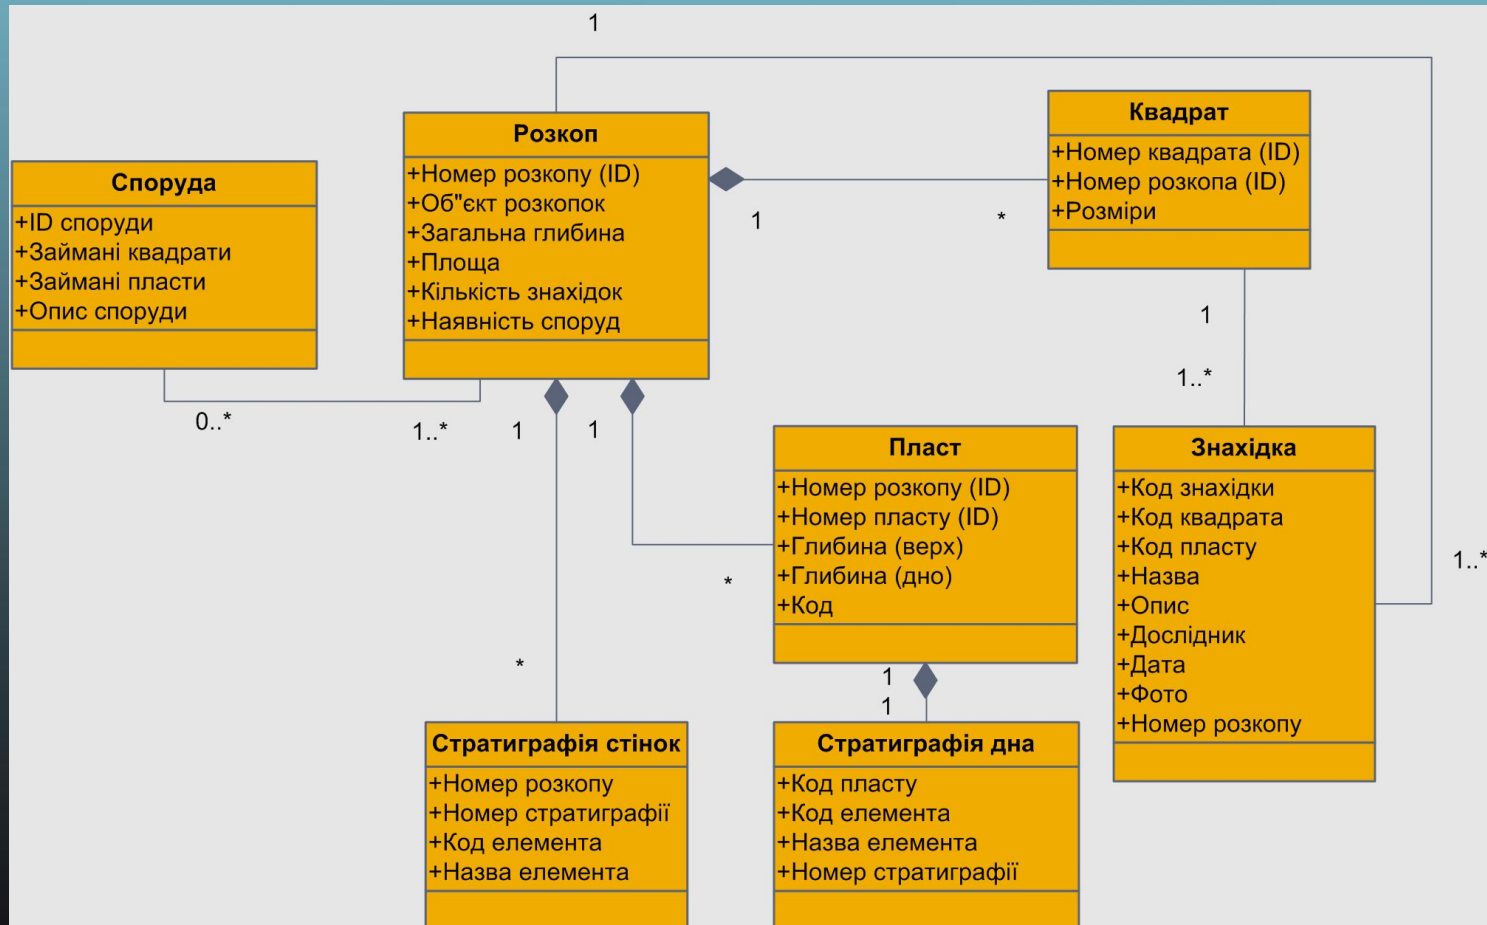 1
Споруда
+ID споруди
+Займані квадрати
+Займані пласти
+Опис споруди
0..*
1..*
Розкоп
+Номер розкопу (ID)
+Об"єкт розкопок
+Загальна глибина
+Площа
+Кількість знахідок
+Наявність споруд
1
*
Квадрат
+Номер квадрата (ID)
+Номер розкопа (ID)
+Розміри
1
1..*
1
1
*
*
Пласт
+Номер розкопу (ID)
+Номер пласту (ID)
+Глибина (верх)
+Глибина (дно)
+Код
1
1
Знахідка
+Код знахідки
+Код квадрата
+Код пласту
+Назва
+Опис
+Дослідник
+Дата
+Фото
+Номер розкопу
1..*
Стратиграфія стінок
+Номер розкопу
+Номер стратиграфії
+Код елемента
+Назва елемента
Стратиграфія дна
+Код пласту
+Код елемента
+Назва елемента
+Номер стратиграфії